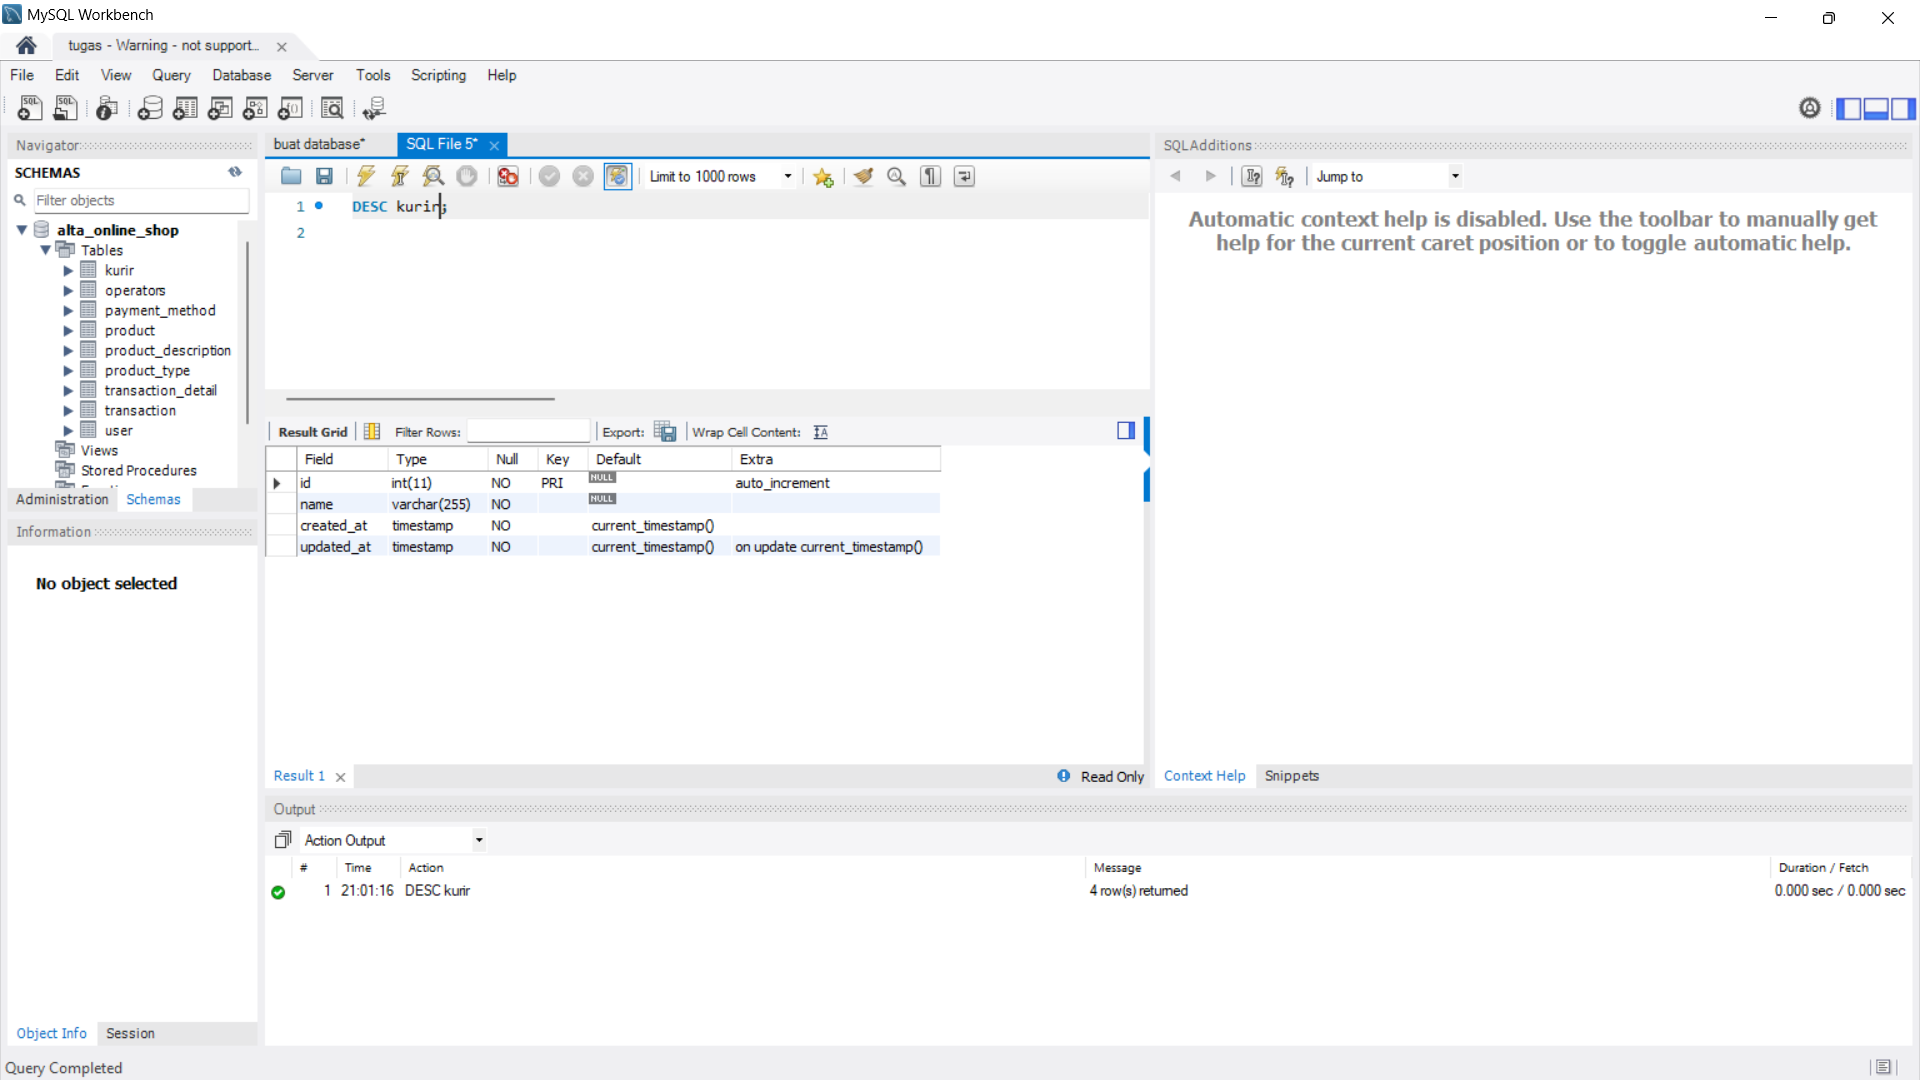 MySQL Workbench
tugas - Warning - not support...
File Edit View Query Database Server Tools Scripting Help
Navigator
SCHEMAS
Filter objects
alta_online_shop
Tables
kurir
operators
payment_method
product
product_description
product_type
transaction_detail
transaction
user
Views
Stored Procedures
Administration Schemas
Information
No object selected
Object Info Session
buat database* SQL File 5*
Limit to 1000 rows
1 DESC kurir;
2
Result Grid Filter Rows: Export: Wrap Cell Content:
Field Type Null Key Default Extra
id int(11) NO PRI NULL auto_increment
name varchar(255) NO NULL
created_at timestamp NO current_timestamp()
updated_at timestamp NO current_timestamp() on update current_timestamp()
Result 1 Read Only
SQLAdditions
Jump to
Automatic context help is disabled. Use the toolbar to manually get
help for the current caret position or to toggle automatic help.
Context Help Snippets
Output
Action Output
# Time Action Message Duration / Fetch
1 21:01:16 DESC kurir 4 row(s) returned 0.000 sec / 0.000 sec
Query Completed